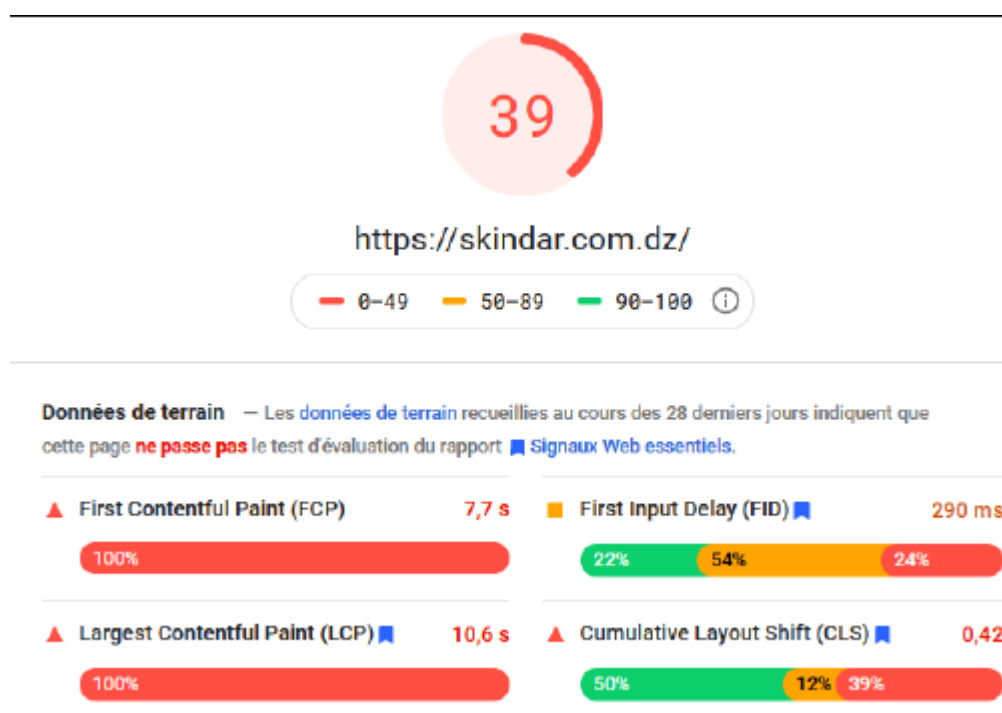 39
https://skindar.com.dz/
0–49 50–89 90–100
Données de terrain — Les données de terrain recueillies au cours des 28 derniers jours indiquent que
cette page ne passe pas le test d'évaluation du rapport Signaux Web essentiels.
First Contentful Paint (FCP) 7,7 s
100%
First Input Delay (FID) 290 ms
22% 54% 24%
Largest Contentful Paint (LCP) 10,6 s
100%
Cumulative Layout Shift (CLS) 0,42
50% 12% 39%